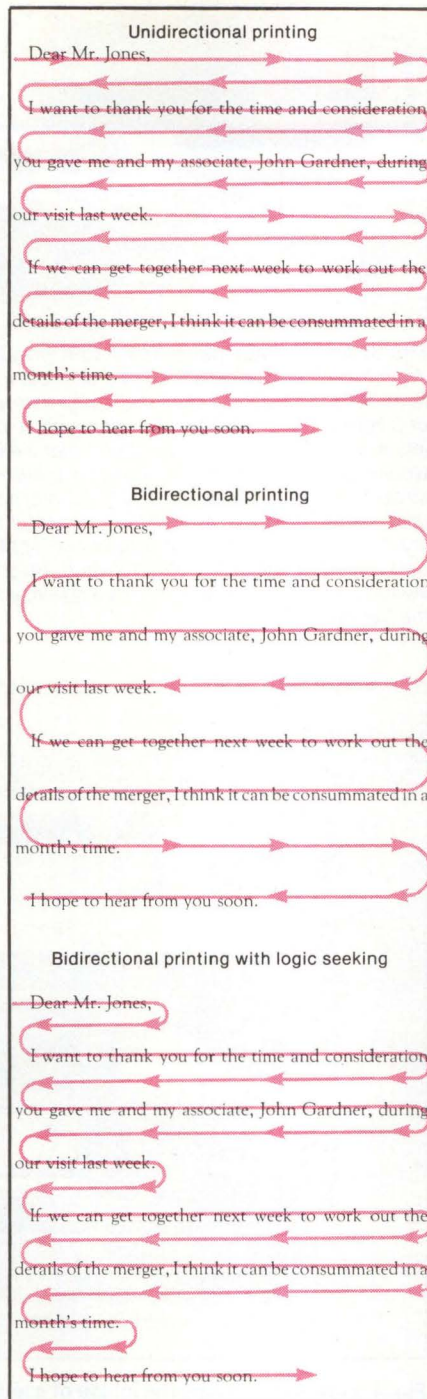 Unidirectional printing
Dear Mr. Jones,
I want to thank you for the time and consideration
you gave me and my associate, John Gardner, during
our visit last week.
If we can get together next week to work out the
details of the merger, I think it can be consummated in a
month's time.
I hope to hear from you soon.
Bidirectional printing
Dear Mr. Jones,
I want to thank you for the time and consideration
you gave me and my associate, John Gardner, during
our visit last week.
If we can get together next week to work out the
details of the merger, I think it can be consummated in a
month's time.
I hope to hear from you soon.
Bidirectional printing with logic seeking
Dear Mr. Jones,
I want to thank you for the time and consideration
you gave me and my associate, John Gardner, during
our visit last week.
If we can get together next week to work out the
details of the merger, I think it can be consummated in a
month's time.
I hope to hear from you soon.